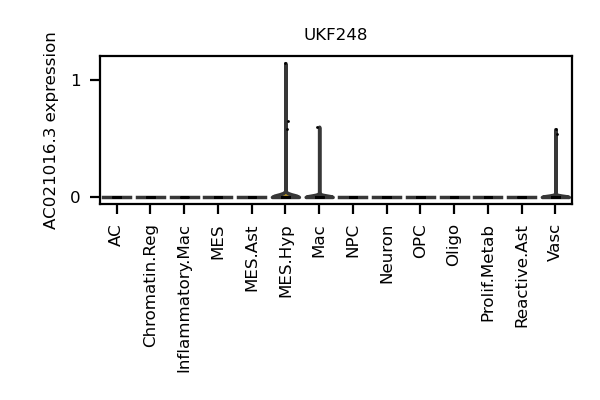 UKF248
AC021016.3 expression
1
0
AC
Chromatin.Reg
Inflammatory.Mac
MES
MES.Ast
MES.Hyp
Mac
NPC
Neuron
OPC
Oligo
Prolif.Metab
Reactive.Ast
Vasc